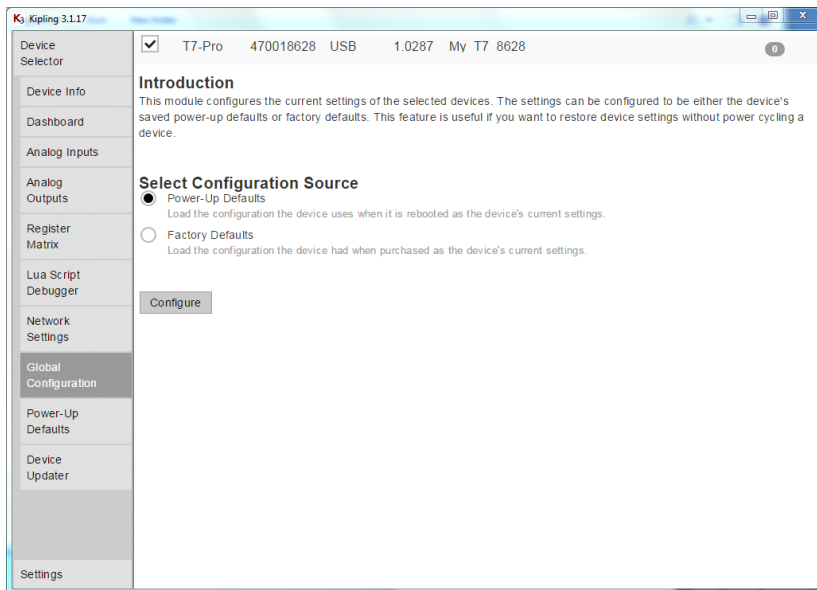 K3 Kipling 3.1.17
Device
Selector
Device Info
Dashboard
Analog Inputs
Analog
Outputs
Register
Matrix
Lua Script
Debugger
Network
Settings
Global
Configuration
Power-Up
Defaults
Device
Updater
Settings
T7-Pro 470018628 USB 1.0287 My T7 8628 0
Introduction
This module configures the current settings of the selected devices. The settings can be configured to be either the device's
saved power-up defaults or factory defaults. This feature is useful if you want to restore device settings without power cycling a
device.
Select Configuration Source
Power-Up Defaults
Load the configuration the device uses when it is rebooted as the device's current settings.
Factory Defaults
Load the configuration the device had when purchased as the device's current settings.
Configure